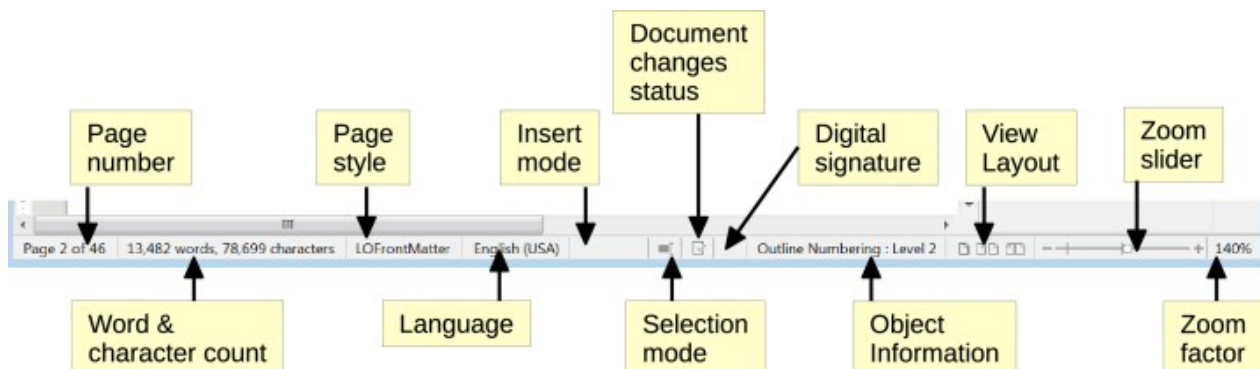 Document
changes
status
Page
number
Page
style
Insert
mode
Digital
signature
View
Layout
Zoom
slider
Page 2 of 46
13,482 words, 78,699 characters
LOFrontMatter
English (USA)
Outline Numbering : Level 2
140%
Word &
character count
Language
Selection
mode
Object
Information
Zoom
factor